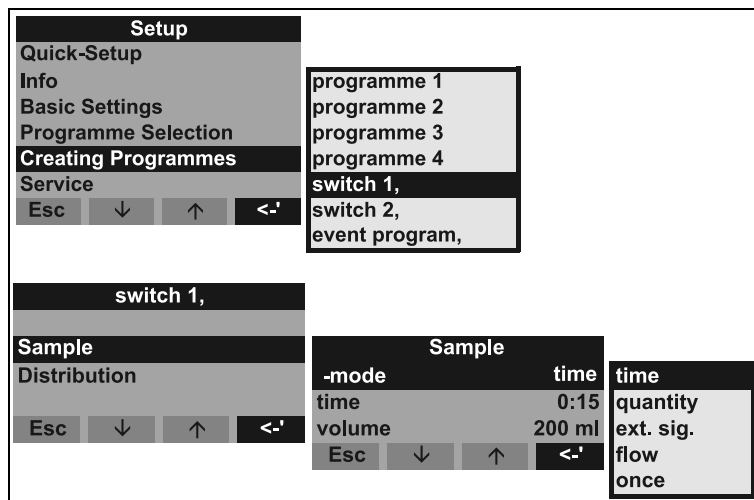 Setup
Quick-Setup
Info
Basic Settings
Programme Selection
Creating Programmes
Service
Esc ↓ ↑ <-'
programme 1
programme 2
programme 3
programme 4
switch 1,
switch 2,
event program,
switch 1,
Sample
Distribution
Esc ↓ ↑ <-'
Sample
-mode time
time 0:15
volume 200 ml
Esc ↓ ↑ <-'
time
quantity
ext. sig.
flow
once